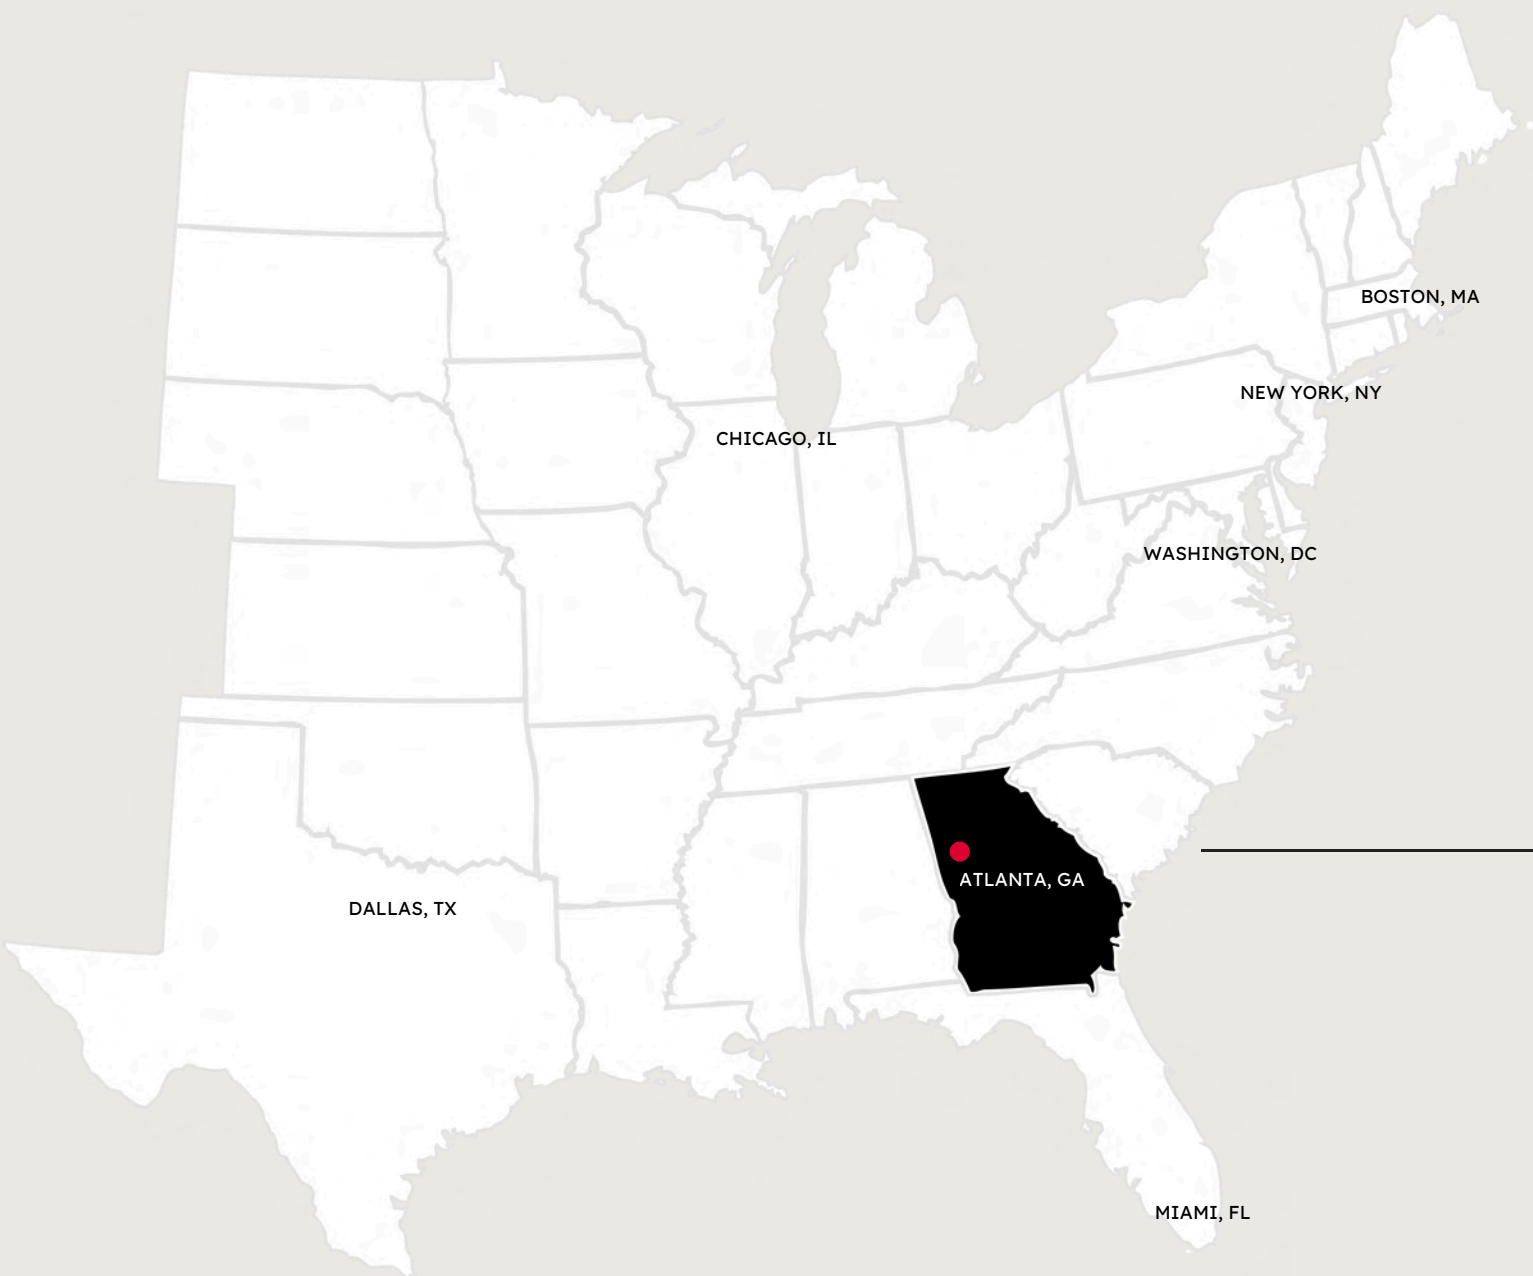 BOSTON, MA
NEW YORK, NY
CHICAGO, IL
WASHINGTON, DC
ATLANTA, GA
DALLAS, TX
MIAMI, FL